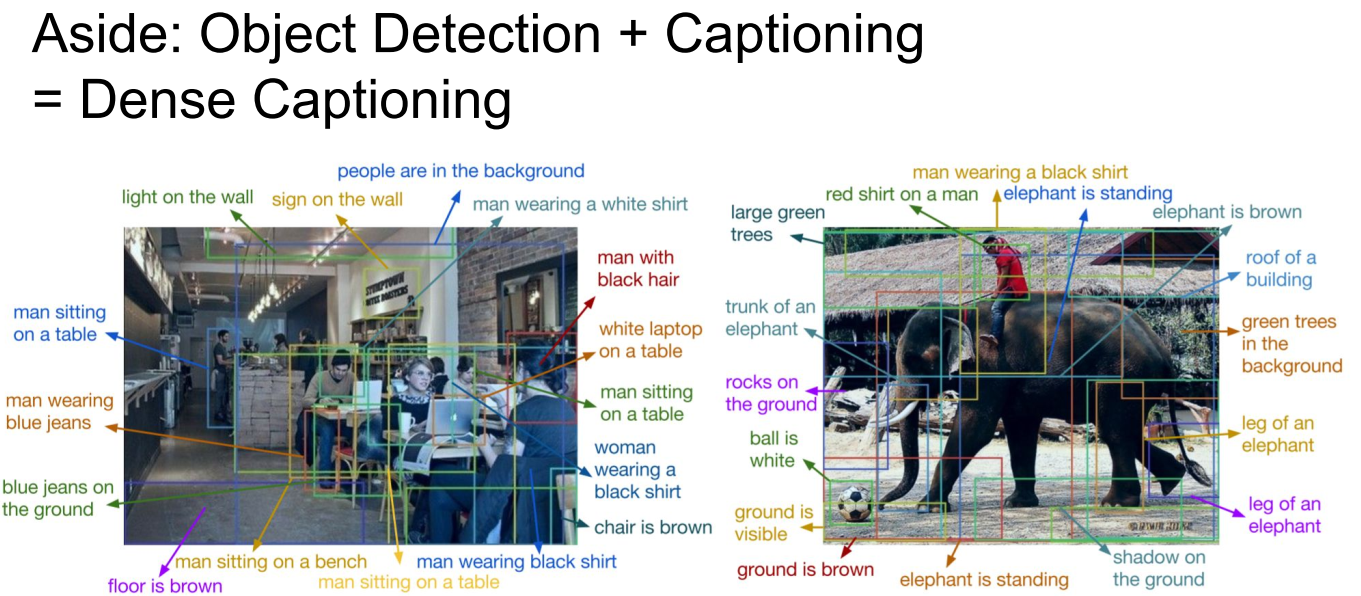 Aside: Object Detection + Captioning
= Dense Captioning
people are in the background
light on the wall
sign on the wall
man wearing a white shirt
man with
black hair
man sitting
on a table
white laptop
on a table
man wearing
blue jeans
man sitting
on a table
woman
wearing a
black shirt
blue jeans on
the ground
chair is brown
man sitting on a bench
man wearing black shirt
man sitting on a table
floor is brown
STUMPTOWN
COFFEE ROASTERS
man wearing a black shirt
red shirt on a man
elephant is standing
large green
trees
elephant is brown
roof of a
building
trunk of an
elephant
green trees
in the
background
rocks on
the ground
ball is
white
leg of an
elephant
ground is
visible
leg of an
elephant
ground is brown
elephant is standing
shadow on
the ground